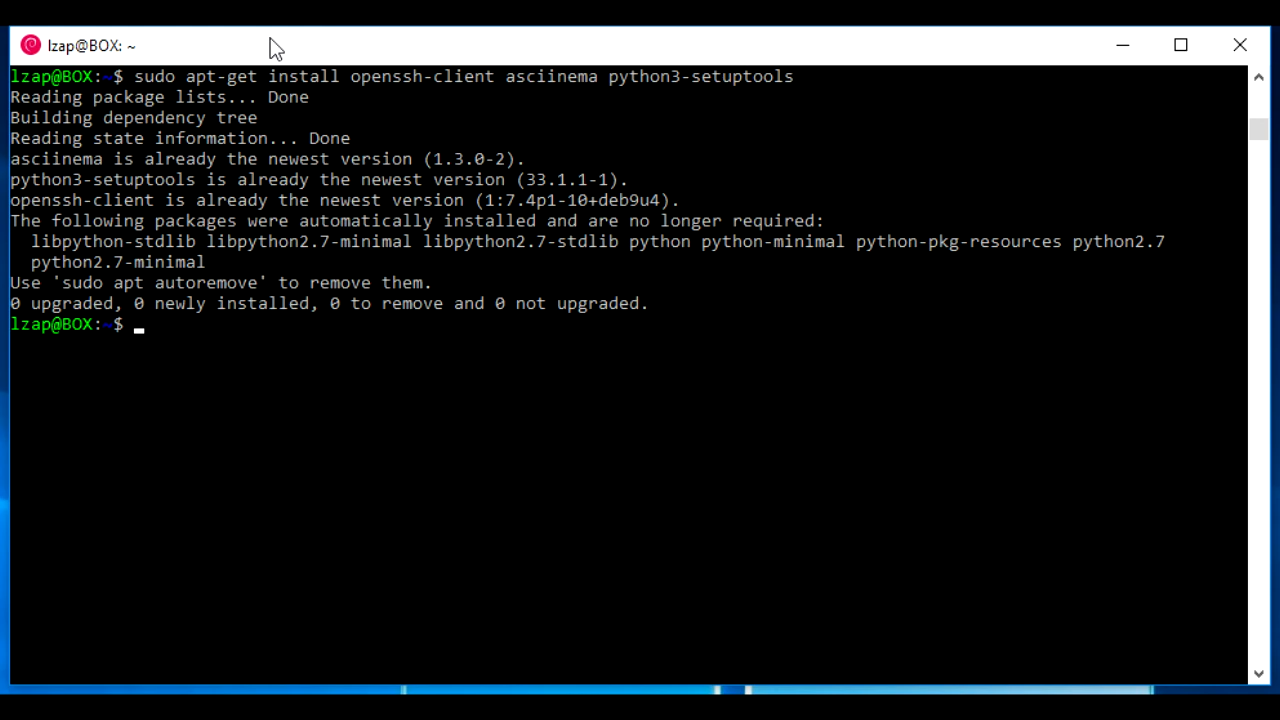 lzap@BOX: ~
lzap@BOX:~$ sudo apt-get install openssh-client asciinema python3-setuptools
Reading package lists... Done
Building dependency tree
Reading state information... Done
asciinema is already the newest version (1.3.0-2).
python3-setuptools is already the newest version (33.1.1-1).
openssh-client is already the newest version (1:7.4p1-10+deb9u4).
The following packages were automatically installed and are no longer required:
  libpython-stdlib libpython2.7-minimal libpython2.7-stdlib python python-minimal python-pkg-resources python2.7
  python2.7-minimal
Use 'sudo apt autoremove' to remove them.
0 upgraded, 0 newly installed, 0 to remove and 0 not upgraded.
lzap@BOX:~$